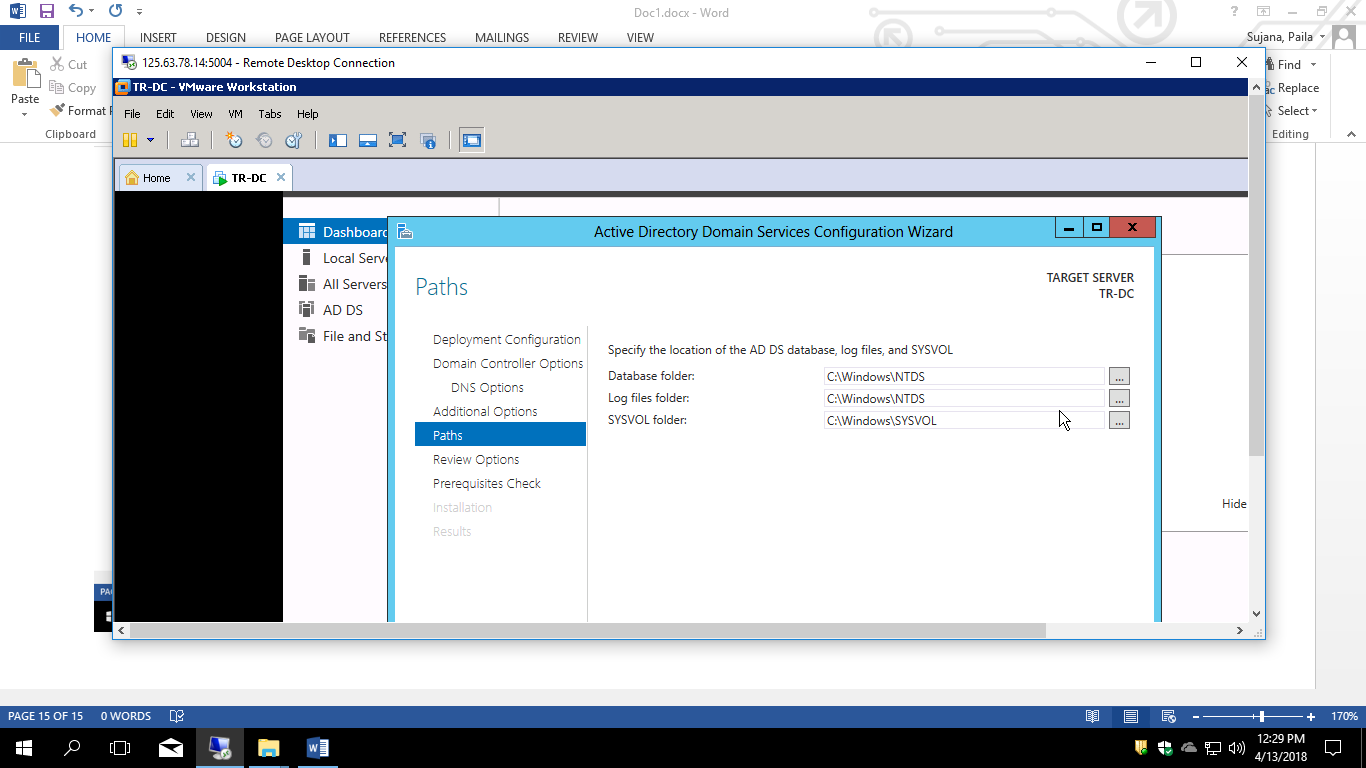 Doc1.docx - Word
FILE HOME INSERT DESIGN PAGE LAYOUT REFERENCES MAILINGS REVIEW VIEW Sujana, Paila
Cut
Copy
Format
Paste
Clipboard
Find
Replace
Select
Editing
125.63.78.14:5004 - Remote Desktop Connection
TR-DC - VMware Workstation
File Edit View VM Tabs Help
Home TR-DC
Dashboard
Local Serve
All Servers
AD DS
File and St
Active Directory Domain Services Configuration Wizard
Paths
TARGET SERVER
TR-DC
Deployment Configuration
Domain Controller Options
DNS Options
Additional Options
Paths
Review Options
Prerequisites Check
Installation
Results
Specify the location of the AD DS database, log files, and SYSVOL
Database folder: C:\Windows\NTDS ...
Log files folder: C:\Windows\NTDS ...
SYSVOL folder: C:\Windows\SYSVOL ...
Hide
PAGE 15 OF 15 0 WORDS 170%
12:29 PM
4/13/2018